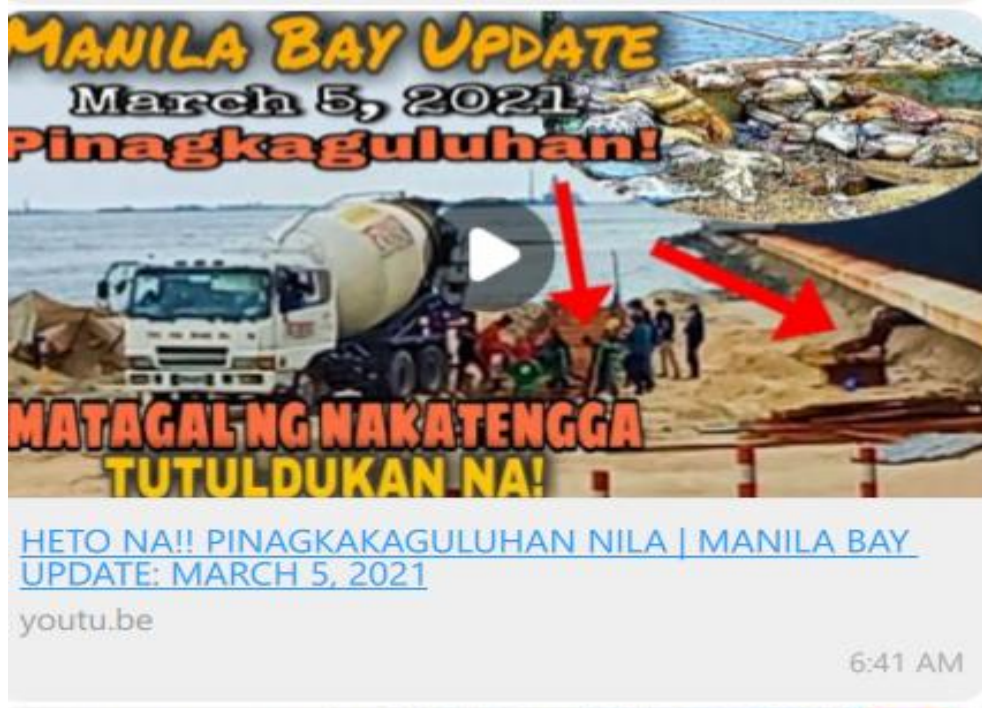 MANILA BAY UPDATE
March 5, 2021
Pinagkaguluhan!
MATAGAL NG NAKATENGGA
TUTULDUKAN NA!
HETO NA!! PINAGKAKAGULUHAN NILA | MANILA BAY
UPDATE: MARCH 5, 2021
youtu.be
6:41 AM